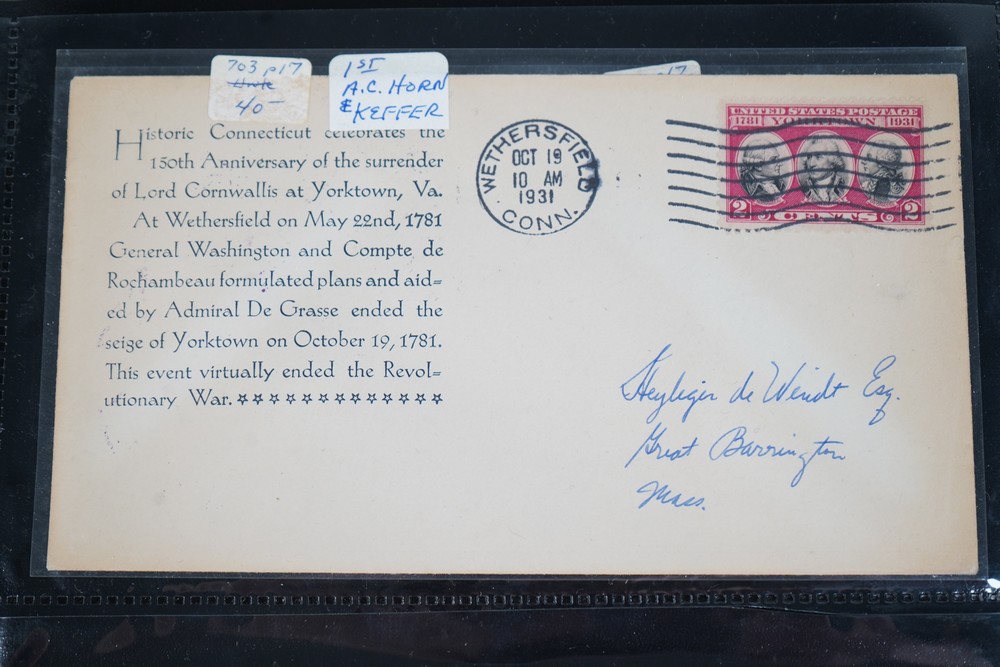 703 p17
40-
1ST
A.C. HORN
& KEFFER
p17
Historic Connecticut celebrates the
150th Anniversary of the surrender
of Lord Cornwallis at Yorktown, Va.
At Wethersfield on May 22nd, 1781
General Washington and Compte de
Rochambeau formulated plans and aid=
ed by Admiral De Grasse ended the
seige of Yorktown on October 19, 1781.
This event virtually ended the Revol=
utionary War. ☆☆☆☆☆☆☆☆☆☆☆☆☆
WETHERSFIELD
OCT 19
10 AM
1931
CONN.
UNITED STATES POSTAGE
1781 YORKTOWN 1931
2 CENTS 2
Heyliger de Windt Esq.
Great Barrington
Mass.